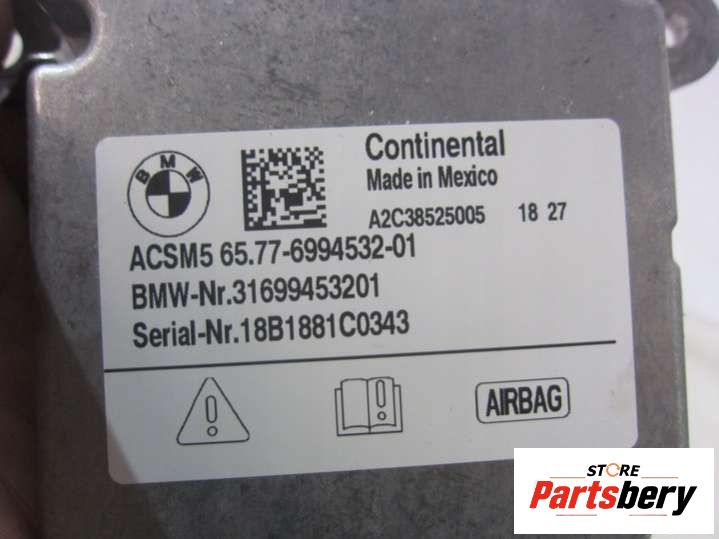 BMW
Continental
Made in Mexico
A2C38525005 18 27
ACSM5 65.77-6994532-01
BMW-Nr.31699453201
Serial-Nr.18B1881C0343
AIRBAG
STORE
Partsbery